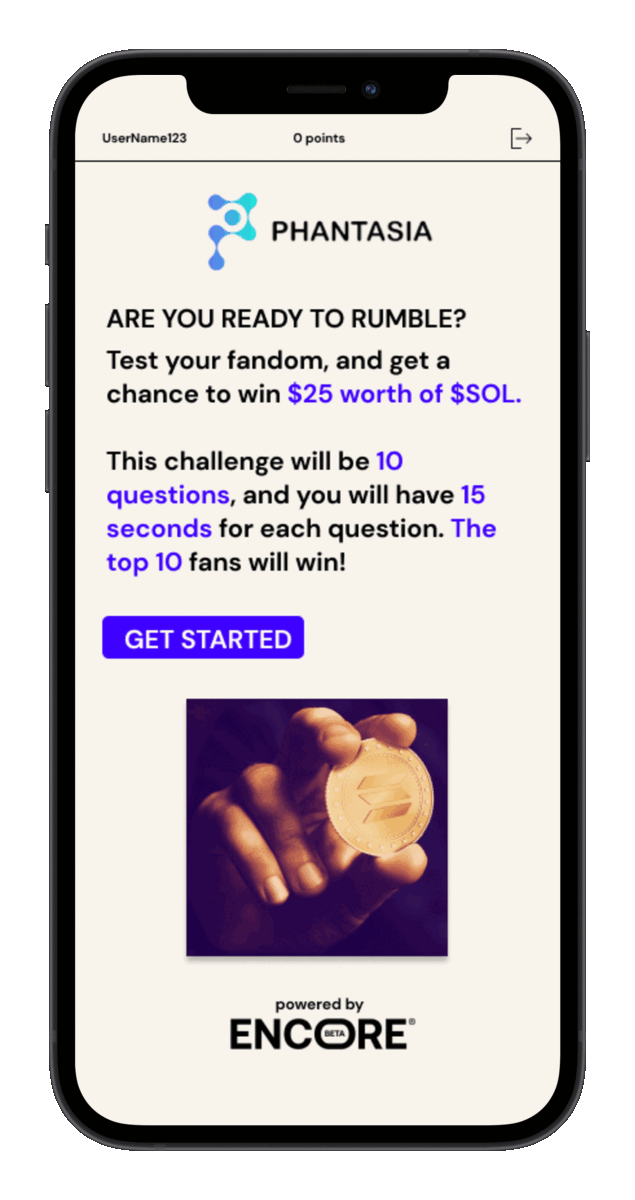 UserName123
0 points
PHANTASIA
ARE YOU READY TO RUMBLE?
Test your fandom, and get a
chance to win $25 worth of $SOL.
This challenge will be 10
questions, and you will have 15
seconds for each question. The
top 10 fans will win!
GET STARTED
powered by
ENCORE®
BETA